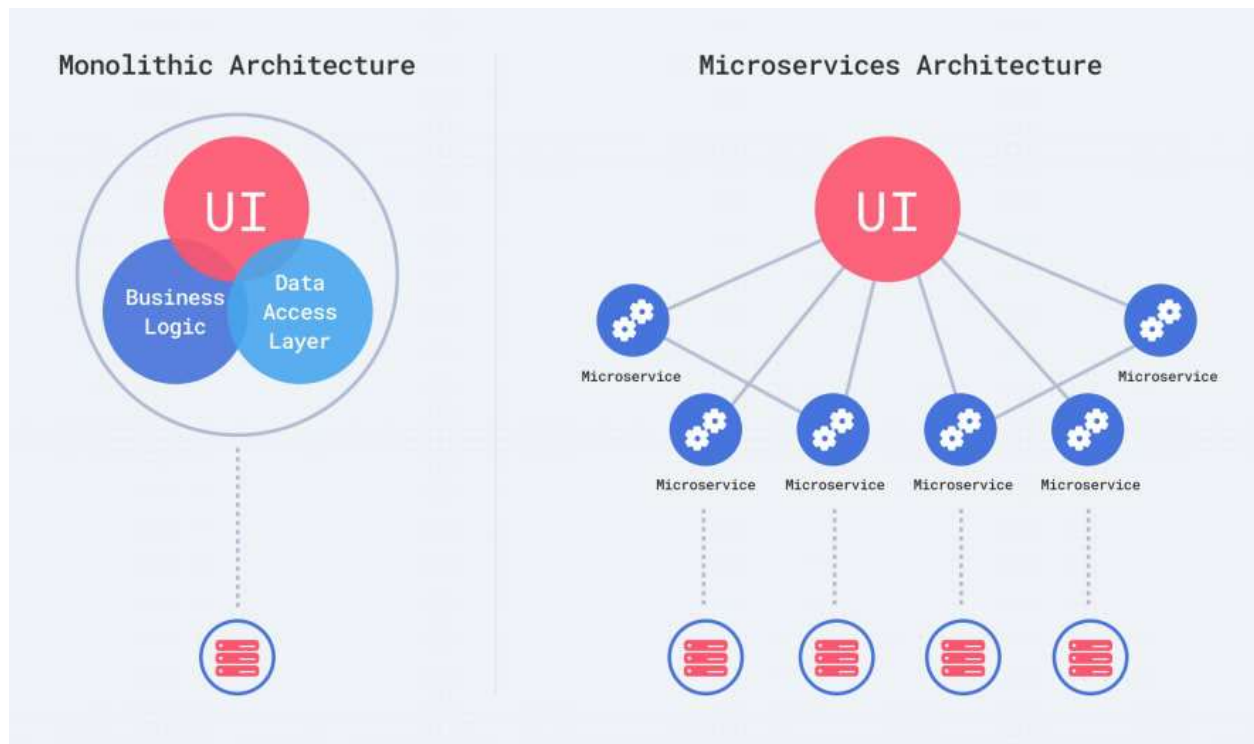 Monolithic Architecture
UI
Business
Logic
Data
Access
Layer
Microservices Architecture
UI
Microservice
Microservice
Microservice
Microservice
Microservice
Microservice